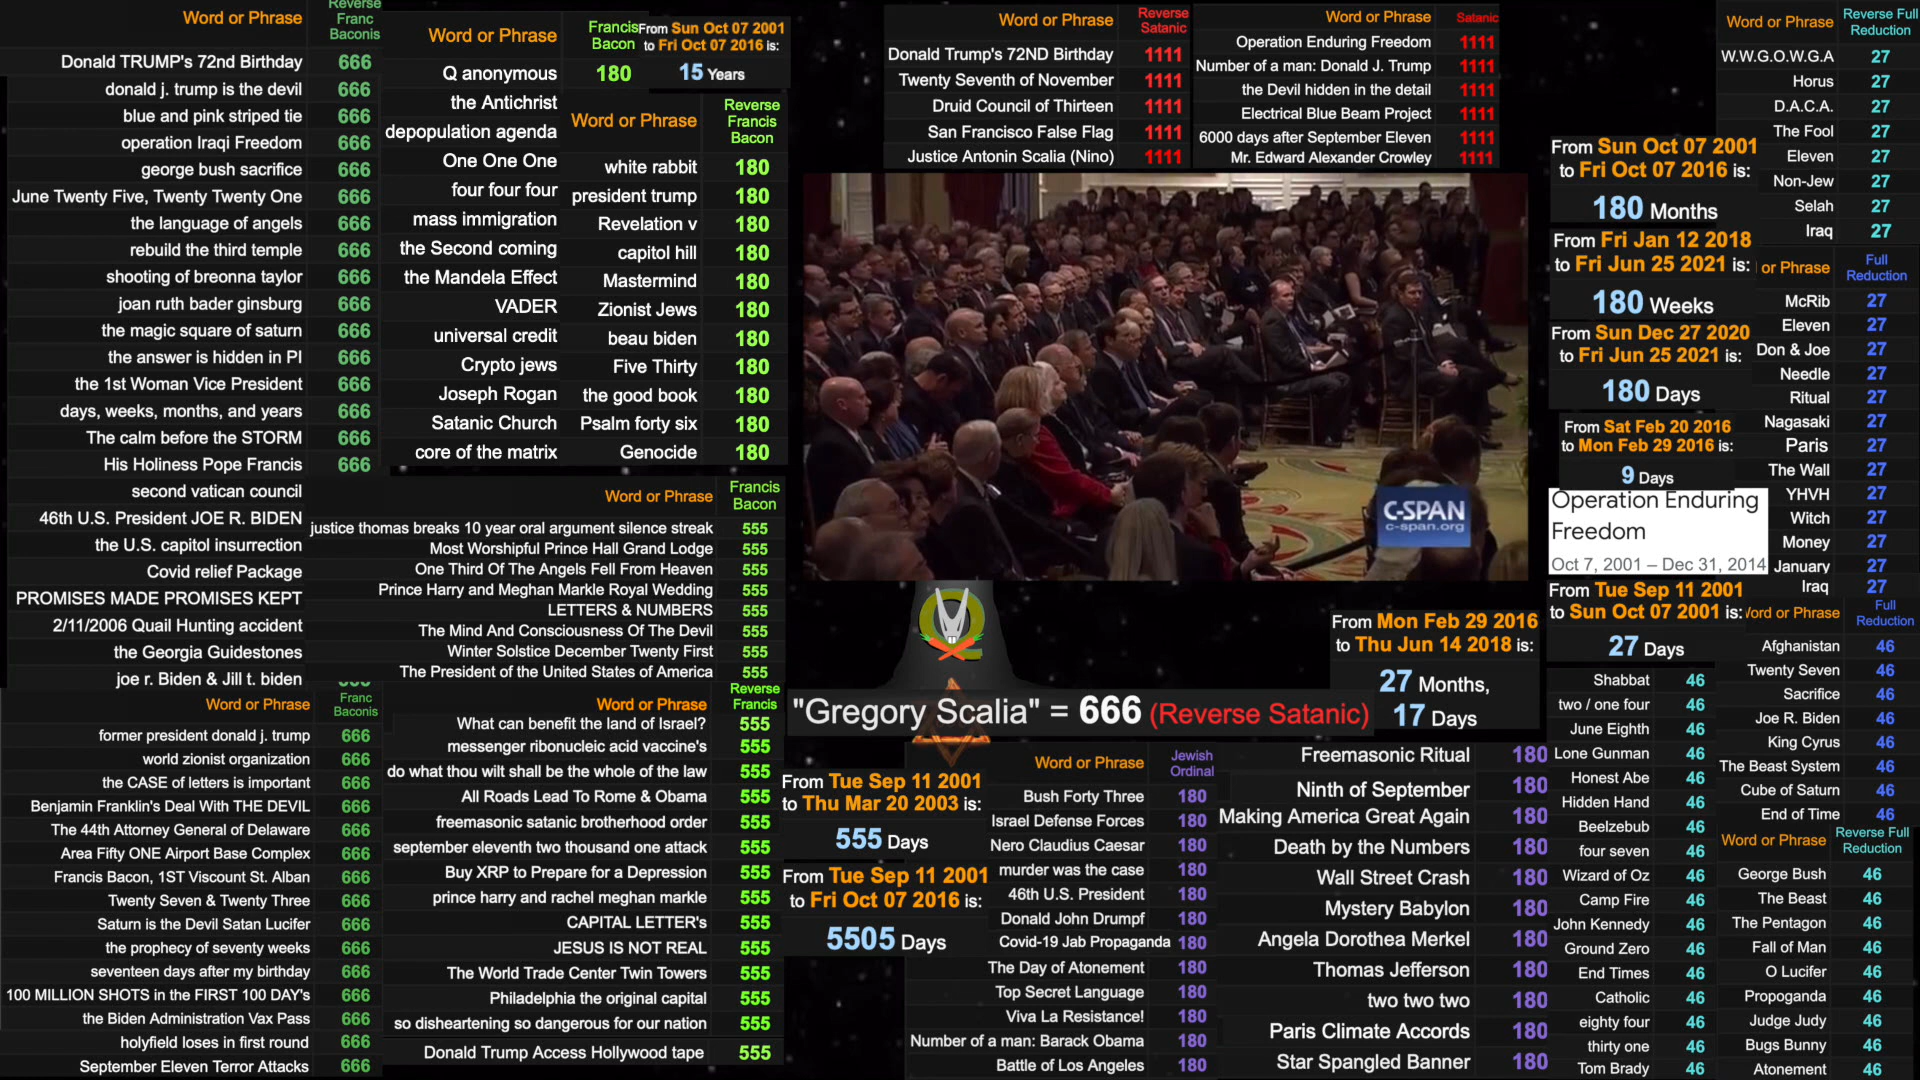 Word or Phrase
Reverse
Franc
Baconis
Donald TRUMP's 72nd Birthday 666
donald j. trump is the devil 666
blue and pink striped tie 666
operation Iraqi Freedom 666
george bush sacrifice 666
June Twenty Five, Twenty Twenty One 666
the language of angels 666
rebuild the third temple 666
shooting of breonna taylor 666
joan ruth bader ginsburg 666
the magic square of saturn 666
the answer is hidden in PI 666
the 1st Woman Vice President 666
days, weeks, months, and years 666
The calm before the STORM 666
His Holiness Pope Francis 666
second vatican council
46th U.S. President JOE R. BIDEN
the U.S. capitol insurrection
Covid relief Package
PROMISES MADE PROMISES KEPT
2/11/2006 Quail Hunting accident
the Georgia Guidestones
joe r. Biden & Jill t. biden
Word or Phrase
Franc
Baconis
former president donald j. trump 666
world zionist organization 666
the CASE of letters is important 666
Benjamin Franklin's Deal With THE DEVIL 666
The 44th Attorney General of Delaware 666
Area Fifty ONE Airport Base Complex 666
Francis Bacon, 1ST Viscount St. Alban 666
Twenty Seven & Twenty Three 666
Saturn is the Devil Satan Lucifer 666
the prophecy of seventy weeks 666
seventeen days after my birthday 666
100 MILLION SHOTS in the FIRST 100 DAY's 666
the Biden Administration Vax Pass 666
holyfield loses in first round 666
September Eleven Terror Attacks 666
Word or Phrase
Francis
Bacon
Q anonymous 180
the Antichrist
depopulation agenda
One One One
four four four
mass immigration
the Second coming
the Mandela Effect
VADER
universal credit
Crypto jews
Joseph Rogan
Satanic Church
core of the matrix
From Sun Oct 07 2001
to Fri Oct 07 2016 is:
15 Years
Word or Phrase
Reverse
Francis
Bacon
white rabbit 180
president trump 180
Revelation v 180
capitol hill 180
Mastermind 180
Zionist Jews 180
beau biden 180
Five Thirty 180
the good book 180
Psalm forty six 180
Genocide 180
Word or Phrase
Francis
Bacon
justice thomas breaks 10 year oral argument silence streak 555
Most Worshipful Prince Hall Grand Lodge 555
One Third Of The Angels Fell From Heaven 555
Prince Harry and Meghan Markle Royal Wedding 555
LETTERS & NUMBERS 555
The Mind And Consciousness Of The Devil 555
Winter Solstice December Twenty First 555
The President of the United States of America 555
Word or Phrase
Reverse
Francis
What can benefit the land of Israel? 555
messenger ribonucleic acid vaccine's 555
do what thou wilt shall be the whole of the law 555
All Roads Lead To Rome & Obama 555
freemasonic satanic brotherhood order 555
september eleventh two thousand one attack 555
Buy XRP to Prepare for a Depression 555
prince harry and rachel meghan markle 555
CAPITAL LETTER's 555
JESUS IS NOT REAL 555
The World Trade Center Twin Towers 555
Philadelphia the original capital 555
so disheartening so dangerous for our nation 555
Donald Trump Access Hollywood tape 555
Word or Phrase
Reverse
Satanic
Donald Trump's 72ND Birthday 1111
Twenty Seventh of November 1111
Druid Council of Thirteen 1111
San Francisco False Flag 1111
Justice Antonin Scalia (Nino) 1111
Word or Phrase
Satanic
Operation Enduring Freedom 1111
Number of a man: Donald J. Trump 1111
the Devil hidden in the detail 1111
Electrical Blue Beam Project 1111
6000 days after September Eleven 1111
Mr. Edward Alexander Crowley 1111
C-SPAN
c-span.org
Q
"Gregory Scalia" = 666 (Reverse Satanic)
From Mon Feb 29 2016
to Thu Jun 14 2018 is:
27 Months,
17 Days
From Tue Sep 11 2001
to Thu Mar 20 2003 is:
555 Days
From Tue Sep 11 2001
to Fri Oct 07 2016 is:
5505 Days
Word or Phrase
Jewish
Ordinal
Bush Forty Three 180
Israel Defense Forces 180
Nero Claudius Caesar 180
murder was the case 180
46th U.S. President 180
Donald John Drumpf 180
Covid-19 Jab Propaganda 180
The Day of Atonement 180
Top Secret Language 180
Viva La Resistance! 180
Number of a man: Barack Obama 180
Battle of Los Angeles 180
Freemasonic Ritual 180
Ninth of September 180
Making America Great Again 180
Death by the Numbers 180
Wall Street Crash 180
Mystery Babylon 180
Angela Dorothea Merkel 180
Thomas Jefferson 180
two two two 180
Paris Climate Accords 180
Star Spangled Banner 180
From Sun Oct 07 2001
to Fri Oct 07 2016 is:
180 Months
From Fri Jan 12 2018
to Fri Jun 25 2021 is:
180 Weeks
From Sun Dec 27 2020
to Fri Jun 25 2021 is:
180 Days
From Sat Feb 20 2016
to Mon Feb 29 2016 is:
9 Days
Operation Enduring
Freedom
Oct 7, 2001 – Dec 31, 2014
From Tue Sep 11 2001
to Sun Oct 07 2001 is:
27 Days
Shabbat 46
two / one four 46
June Eighth 46
Lone Gunman 46
Honest Abe 46
Hidden Hand 46
Beelzebub 46
four seven 46
Wizard of Oz 46
Camp Fire 46
John Kennedy 46
Ground Zero 46
End Times 46
Catholic 46
eighty four 46
thirty one 46
Tom Brady 46
Word or Phrase
Reverse Full
Reduction
W.W.G.O.W.G.A 27
Horus 27
D.A.C.A. 27
The Fool 27
Eleven 27
Non-Jew 27
Selah 27
Iraq 27
or Phrase
Full
Reduction
McRib 27
Eleven 27
Don & Joe 27
Needle 27
Ritual 27
Nagasaki 27
Paris 27
The Wall 27
YHVH 27
Witch 27
Money 27
January 27
Iraq 27
Word or Phrase
Full
Reduction
Afghanistan 46
Twenty Seven 46
Sacrifice 46
Joe R. Biden 46
King Cyrus 46
The Beast System 46
Cube of Saturn 46
End of Time 46
Word or Phrase
Reverse Full
Reduction
George Bush 46
The Beast 46
The Pentagon 46
Fall of Man 46
O Lucifer 46
Propoganda 46
Judge Judy 46
Bugs Bunny 46
Atonement 46